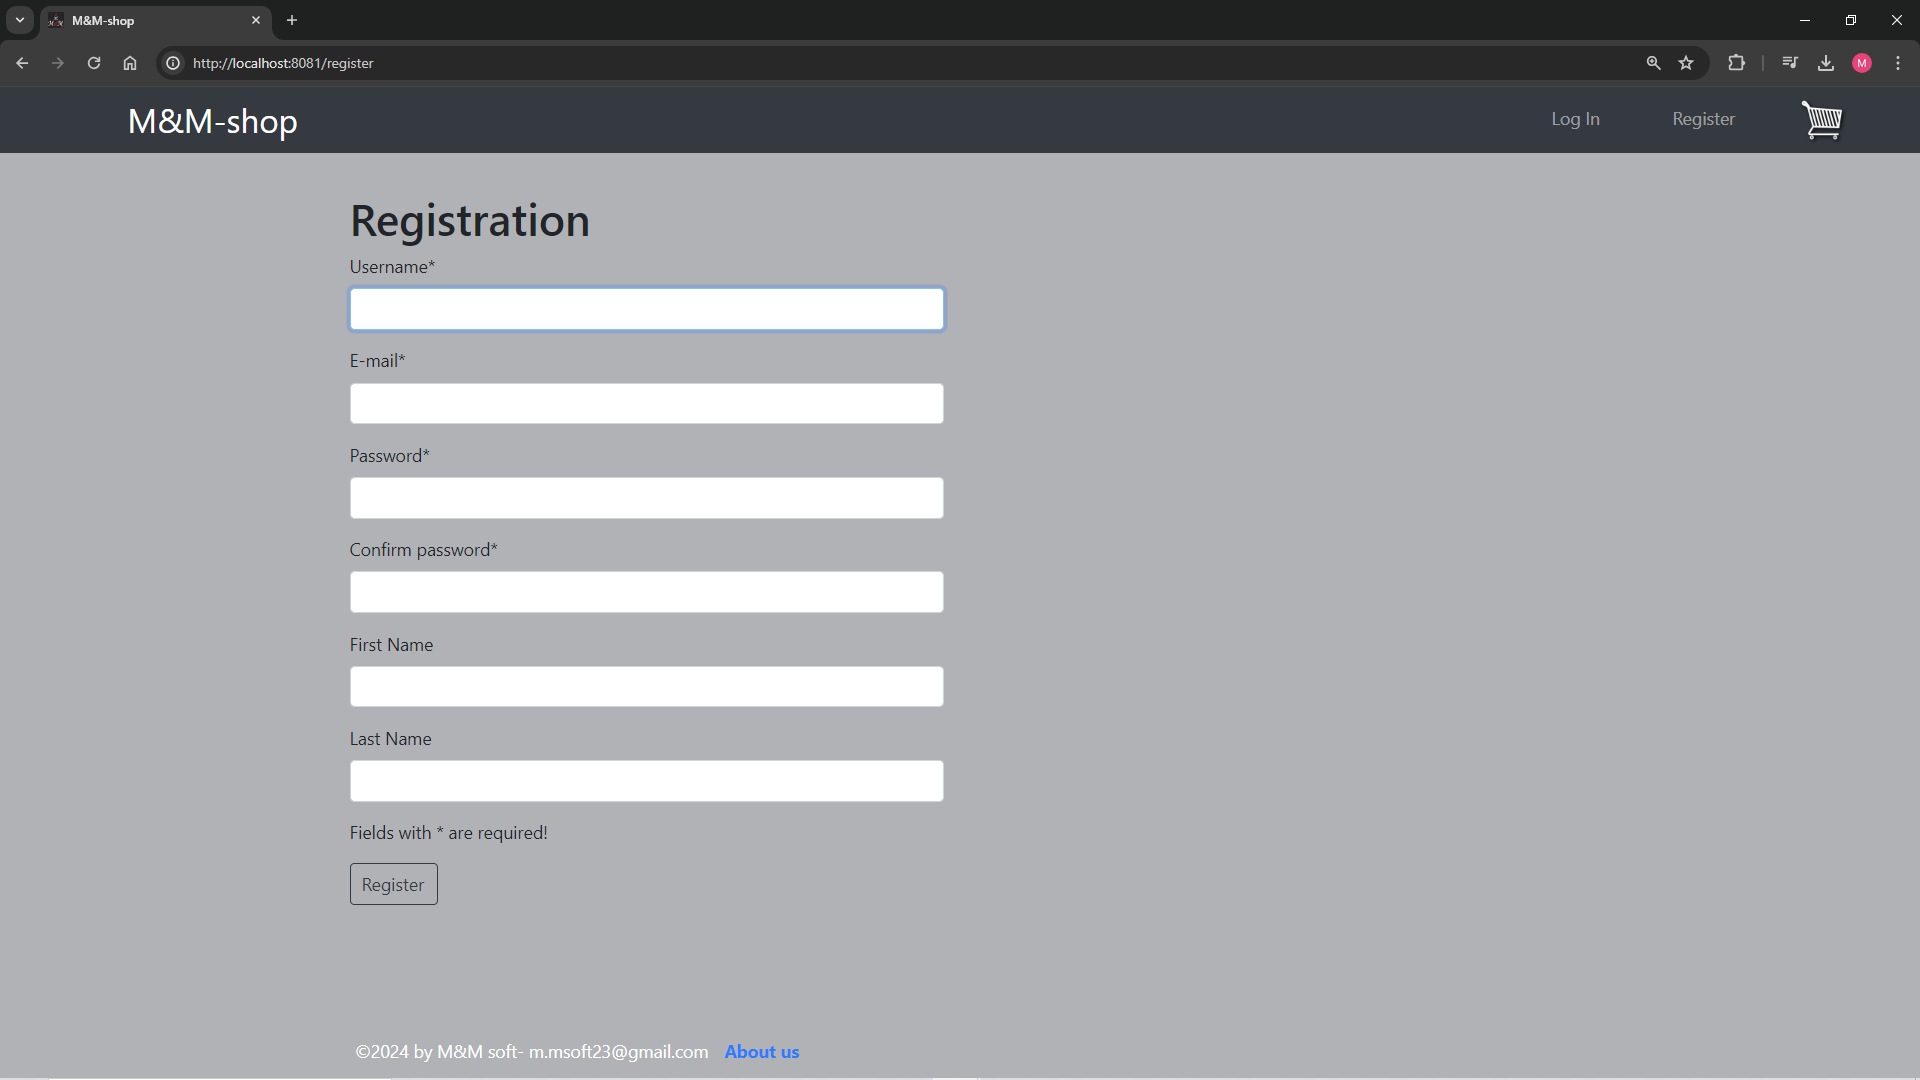 M&M-shop
http://localhost:8081/register
M
M&M-shop
Log In
Register
Registration
Username*
E-mail*
Password*
Confirm password*
First Name
Last Name
Fields with * are required!
Register
©2024 by M&M soft- m.msoft23@gmail.com About us